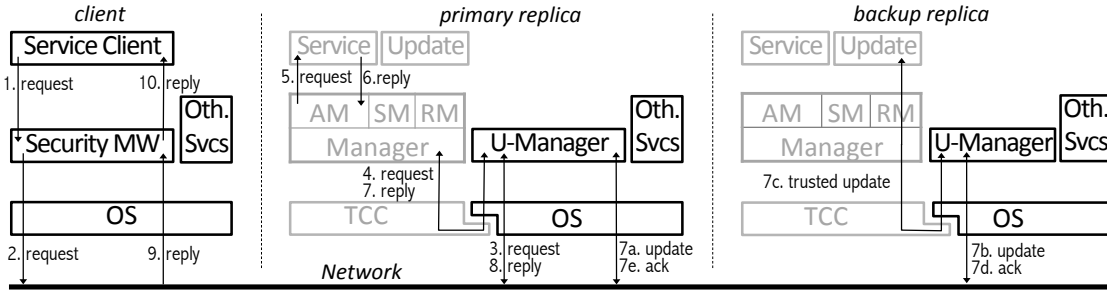 client
Service Client
1. request
10. reply
Oth.
Svcs
Security MW
OS
2. request
9. reply
primary replica
Service
Update
5. request
6.reply
AM
SM
RM
Manager
U-Manager
Oth.
Svcs
4. request
7. reply
TCC
OS
3. request
8. reply
7a. update
7e. ack
Network
backup replica
Service
Update
AM
SM
RM
Manager
U-Manager
Oth.
Svcs
7c. trusted update
TCC
OS
7b. update
7d. ack